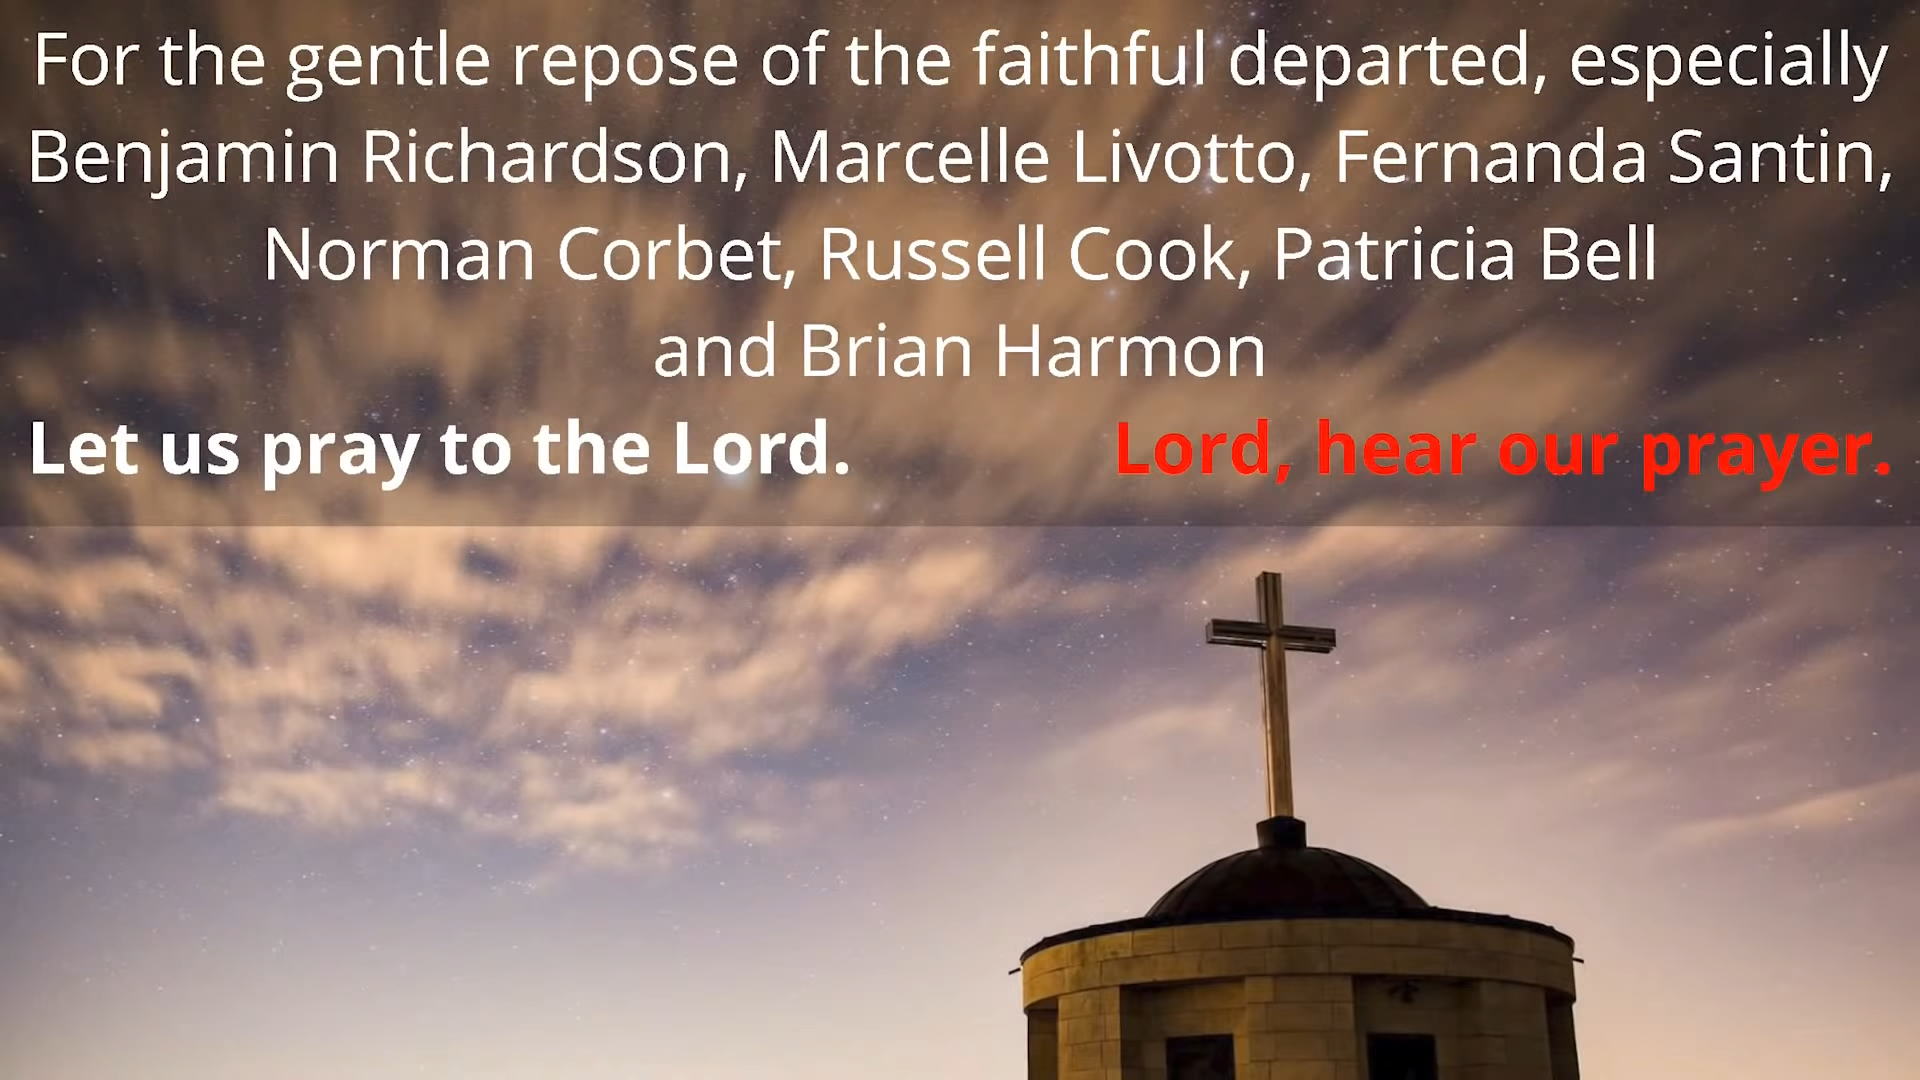 For the gentle repose of the faithful departed, especially
Benjamin Richardson, Marcelle Livotto, Fernanda Santin,
Norman Corbet, Russell Cook, Patricia Bell
and Brian Harmon
Let us pray to the Lord. Lord, hear our prayer.